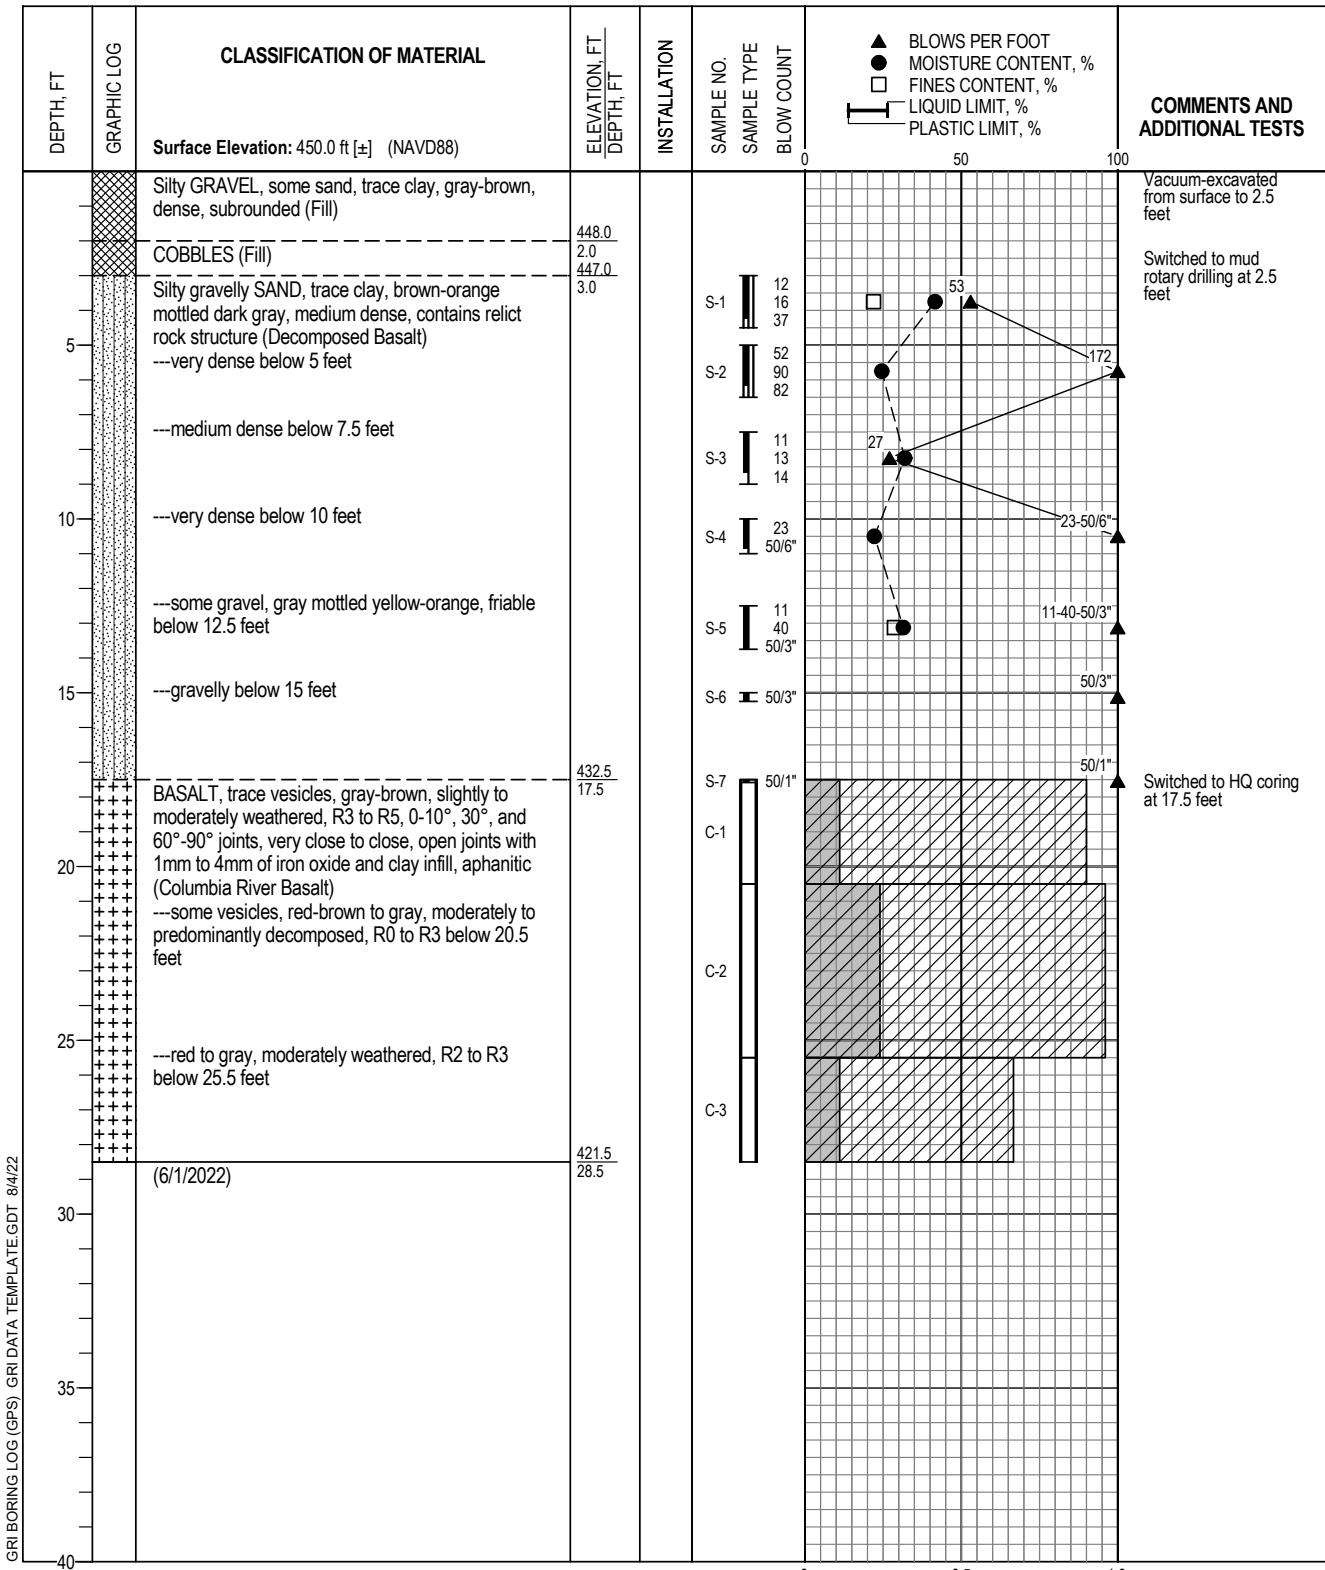 DEPTH, FT
GRAPHIC LOG
CLASSIFICATION OF MATERIAL
Surface Elevation: 450.0 ft [±] (NAVD88)
ELEVATION, FT
DEPTH, FT
INSTALLATION
SAMPLE NO.
SAMPLE TYPE
BLOW COUNT
BLOWS PER FOOT
MOISTURE CONTENT, %
FINES CONTENT, %
LIQUID LIMIT, %
PLASTIC LIMIT, %
0 50 100
COMMENTS AND
ADDITIONAL TESTS
Silty GRAVEL, some sand, trace clay, gray-brown,
dense, subrounded (Fill)
448.0
2.0
COBBLES (Fill)
447.0
3.0
Vacuum-excavated
from surface to 2.5
feet
Switched to mud
rotary drilling at 2.5
feet
Silty gravelly SAND, trace clay, brown-orange
mottled dark gray, medium dense, contains relict
rock structure (Decomposed Basalt)
S-1
12
16
37
53
5
---very dense below 5 feet
S-2
52
90
82
172
---medium dense below 7.5 feet
S-3
11
13
14
27
10
---very dense below 10 feet
S-4
23
50/6"
23-50/6"
---some gravel, gray mottled yellow-orange, friable
below 12.5 feet
S-5
11
40
50/3"
11-40-50/3"
15
---gravelly below 15 feet
S-6
50/3"
50/3"
432.5
17.5
S-7
50/1"
50/1"
Switched to HQ coring
at 17.5 feet
BASALT, trace vesicles, gray-brown, slightly to
moderately weathered, R3 to R5, 0-10°, 30°, and
60°-90° joints, very close to close, open joints with
1mm to 4mm of iron oxide and clay infill, aphanitic
(Columbia River Basalt)
C-1
20
---some vesicles, red-brown to gray, moderately to
predominantly decomposed, R0 to R3 below 20.5
feet
C-2
25
---red to gray, moderately weathered, R2 to R3
below 25.5 feet
C-3
421.5
28.5
(6/1/2022)
30
35
40
GRI BORING LOG (GPS) GRI DATA TEMPLATE.GDT 8/4/22